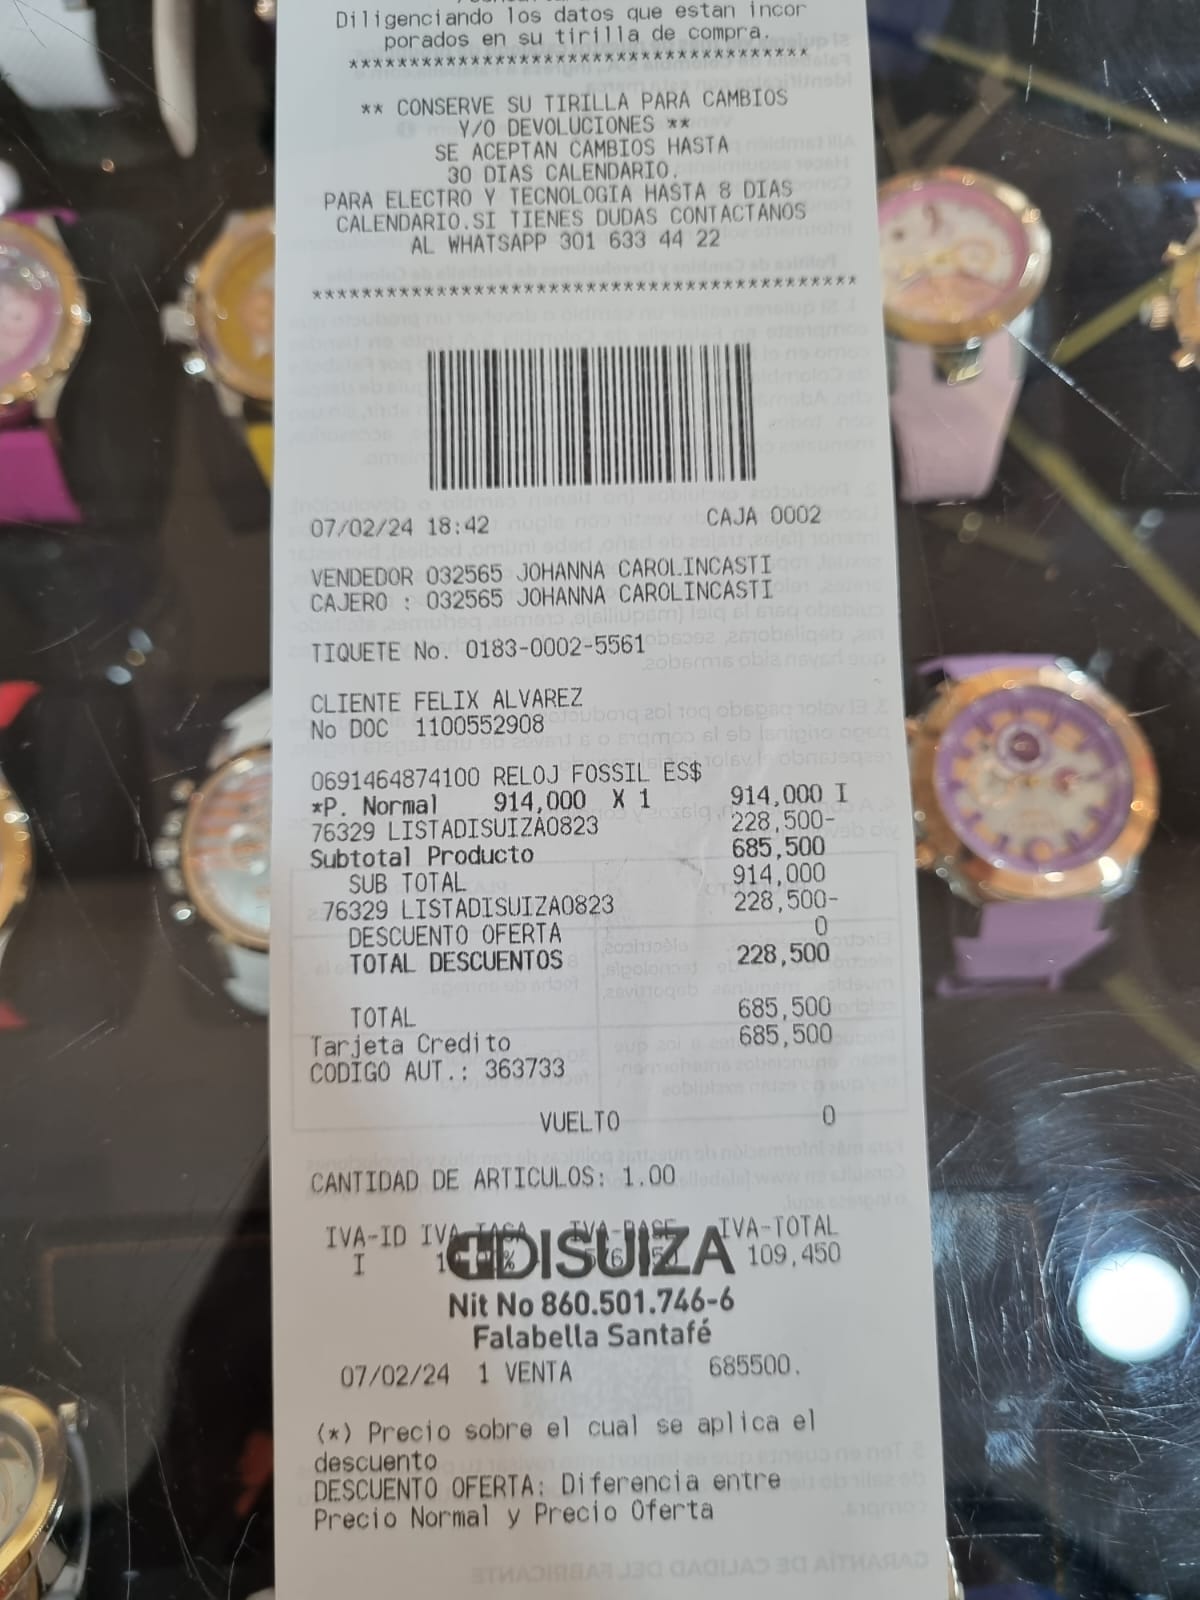 Diligenciando los datos que estan incor
porados en su tirilla de compra.
*************************************
** CONSERVE SU TIRILLA PARA CAMBIOS
Y/O DEVOLUCIONES **
SE ACEPTAN CAMBIOS HASTA
30 DIAS CALENDARIO.
PARA ELECTRO Y TECNOLOGIA HASTA 8 DIAS
CALENDARIO.SI TIENES DUDAS CONTACTANOS
AL WHATSAPP 301 633 44 22
********************************************
07/02/24 18:42 CAJA 0002
VENDEDOR 032565 JOHANNA CAROLINCASTI
CAJERO : 032565 JOHANNA CAROLINCASTI
TIQUETE No. 0183-0002-5561
CLIENTE FELIX ALVAREZ
No DOC 1100552908
0691464874100 RELOJ FOSSIL ES$
*P. Normal 914,000 X 1 914,000 I
76329 LISTADISUIZA0823 228,500-
Subtotal Producto 685,500
SUB TOTAL 914,000
76329 LISTADISUIZA0823 228,500-
DESCUENTO OFERTA 0
TOTAL DESCUENTOS 228,500
TOTAL 685,500
Tarjeta Credito 685,500
CODIGO AUT.: 363733
VUELTO 0
CANTIDAD DE ARTICULOS: 1.00
IVA-ID IVA-TASA IVA-BASE IVA-TOTAL
I 109,450
DISUIZA
Nit No 860.501.746-6
Falabella Santafé
07/02/24 1 VENTA 685500.
(*) Precio sobre el cual se aplica el
descuento
DESCUENTO OFERTA: Diferencia entre
Precio Normal y Precio Oferta